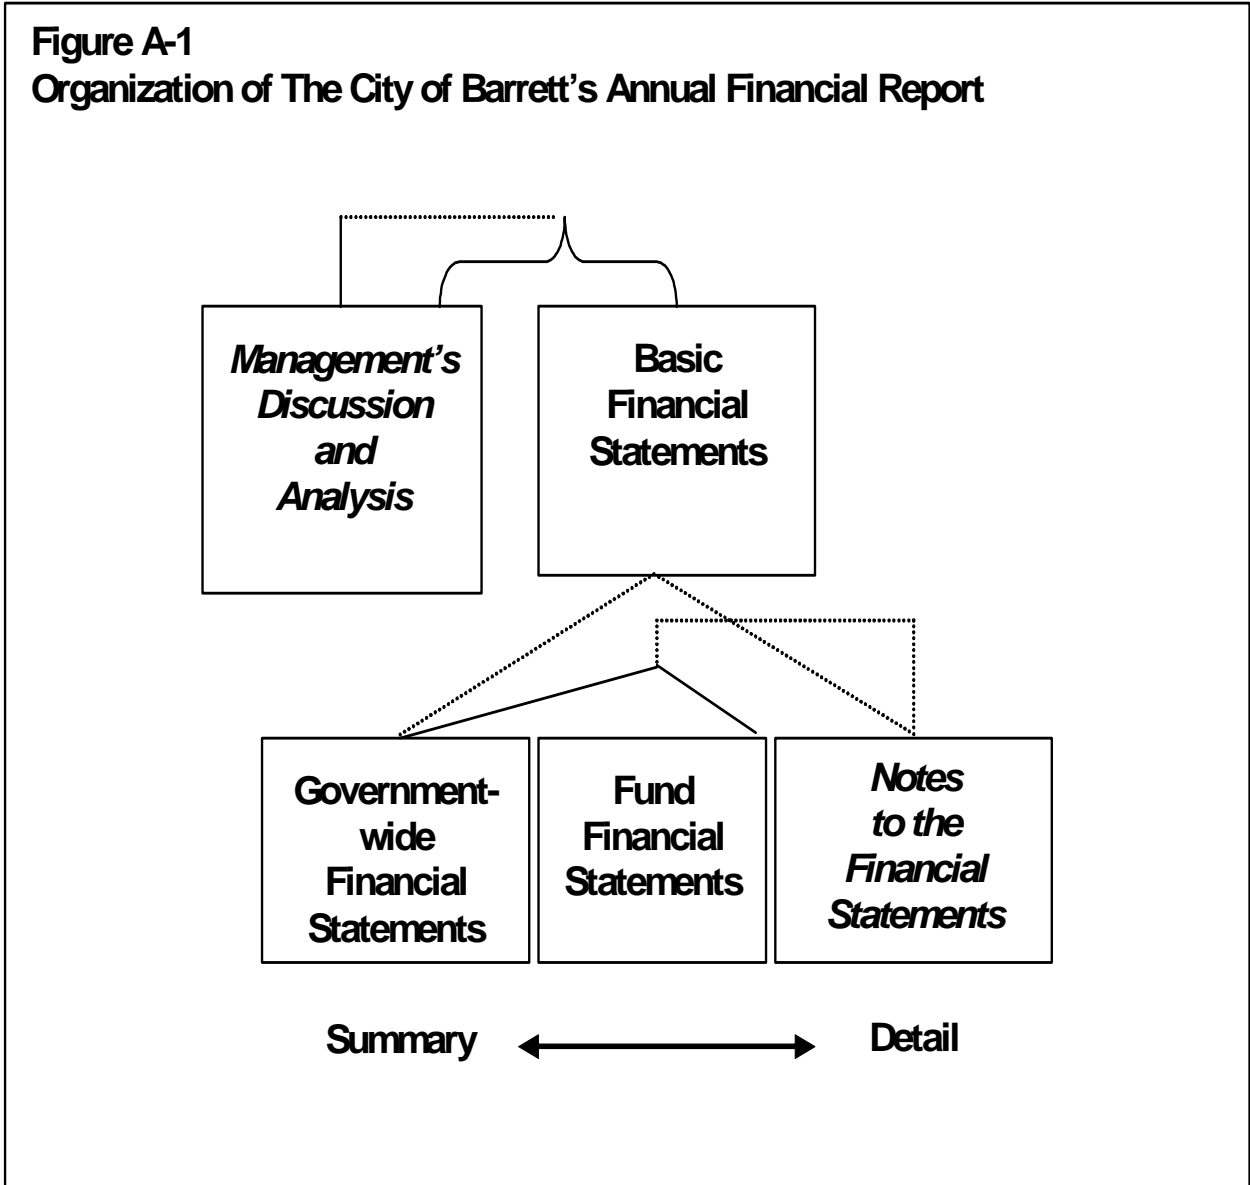 Figure A-1
Organization of The City of Barrett’s Annual Financial Report
Management’s
Discussion
and
Analysis
Basic
Financial
Statements
Government-
wide
Financial
Statements
Fund
Financial
Statements
Notes
to the
Financial
Statements
Summary
Detail